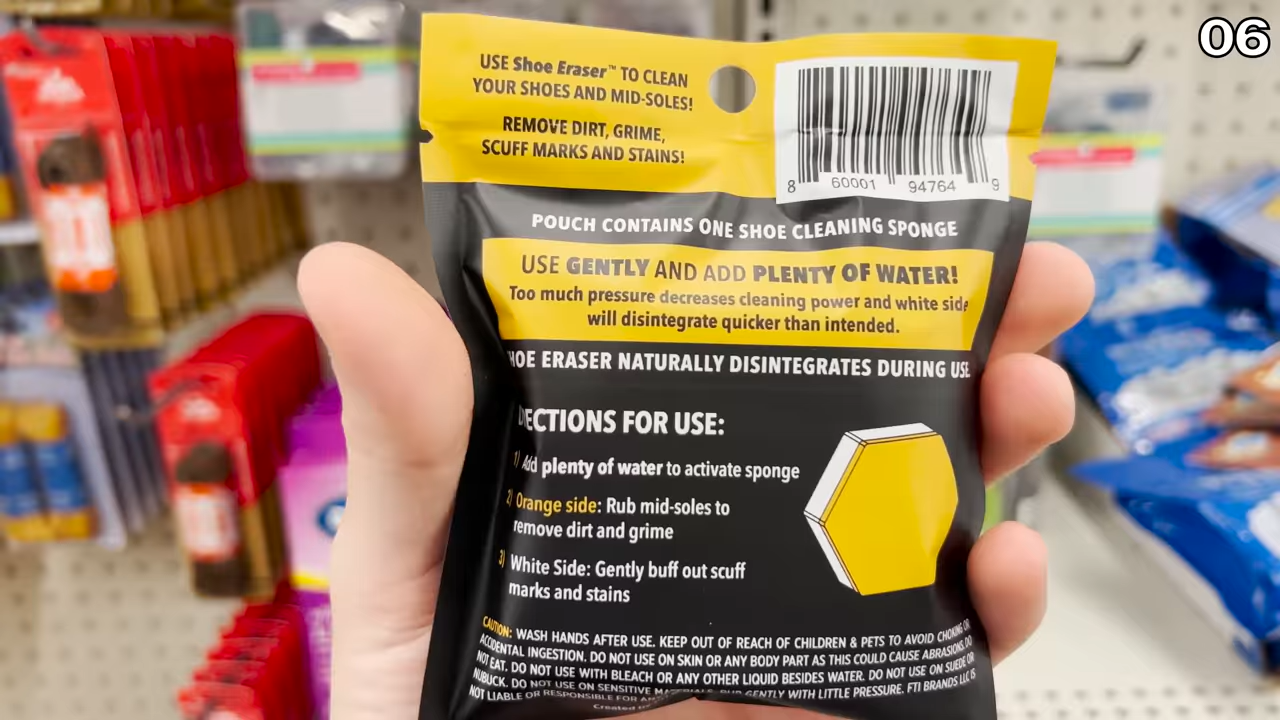 06
USE Shoe Eraser™ TO CLEAN
YOUR SHOES AND MID-SOLES!
REMOVE DIRT, GRIME,
SCUFF MARKS AND STAINS!
8 60001 94764 9
POUCH CONTAINS ONE SHOE CLEANING SPONGE
USE GENTLY AND ADD PLENTY OF WATER!
Too much pressure decreases cleaning power and white side
will disintegrate quicker than intended.
HOE ERASER NATURALLY DISINTEGRATES DURING USE
ECTIONS FOR USE:
1) Add plenty of water to activate sponge
2) Orange side: Rub mid-soles to
remove dirt and grime
3) White Side: Gently buff out scuff
marks and stains
CAUTION: WASH HANDS AFTER USE. KEEP OUT OF REACH OF CHILDREN & PETS TO AVOID CHOKING OR
ACCIDENTAL INGESTION. DO NOT USE ON SKIN OR ANY BODY PART AS THIS COULD CAUSE ABRASIONS. DO
NOT EAT. DO NOT USE WITH BLEACH OR ANY OTHER LIQUID BESIDES WATER. DO NOT USE ON SUEDE OR
NUBUCK. DO NOT USE ON SENSITIVE MATERIALS. RUB GENTLY WITH LITTLE PRESSURE. FTI BRANDS LLC IS
NOT LIABLE OR RESPONSIBLE FOR
Created